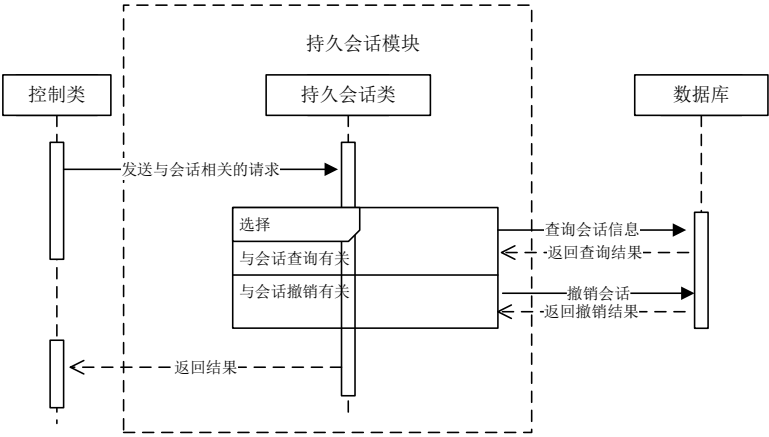 持久会话模块
控制类
持久会话类
数据库
发送与会话相关的请求
选择
查询会话信息
与会话查询有关
返回查询结果
与会话撤销有关
撤销会话
返回撤销结果
返回结果